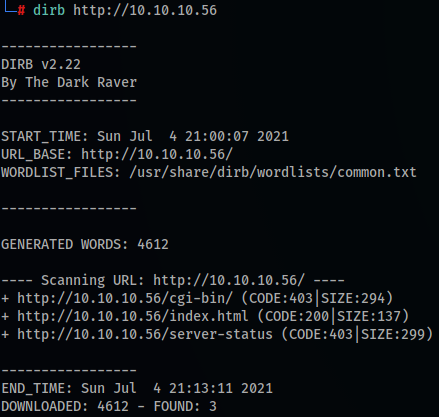 └─# dirb http://10.10.10.56
-----------------
DIRB v2.22
By The Dark Raver
-----------------
START_TIME: Sun Jul  4 21:00:07 2021
URL_BASE: http://10.10.10.56/
WORDLIST_FILES: /usr/share/dirb/wordlists/common.txt
-----------------
GENERATED WORDS: 4612
---- Scanning URL: http://10.10.10.56/ ----
+ http://10.10.10.56/cgi-bin/ (CODE:403|SIZE:294)
+ http://10.10.10.56/index.html (CODE:200|SIZE:137)
+ http://10.10.10.56/server-status (CODE:403|SIZE:299)
-----------------
END_TIME: Sun Jul  4 21:13:11 2021
DOWNLOADED: 4612 - FOUND: 3